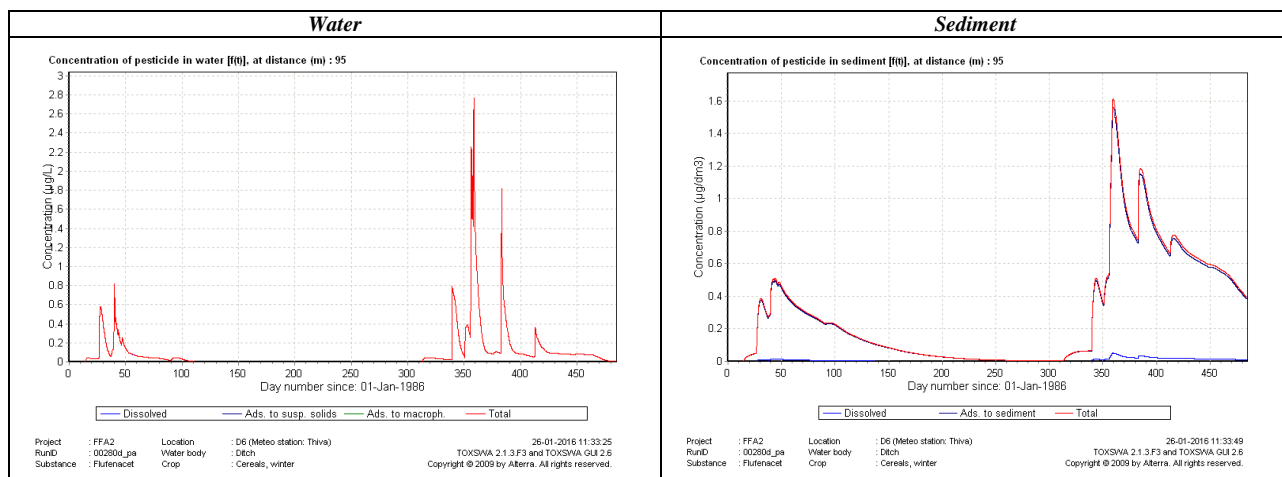 Water
Concentration of pesticide in water [f(t)], at distance (m) : 95
Concentration (µg/L)
3
2.8
2.6
2.4
2.2
2
1.8
1.6
1.4
1.2
1
0.8
0.6
0.4
0.2
0
0 50 100 150 200 250 300 350 400 450
Day number since: 01-Jan-1986
Dissolved Ads. to susp. solids Ads. to macroph. Total
Project : FFA2 Location : D6 (Meteo station: Thiva) 26-01-2016 11:33:25
RunID : 00280d_pa Water body : Ditch TOXSWA 2.1.3.F3 and TOXSWA GUI 2.6
Substance : Flufenacet Crop : Cereals, winter Copyright © 2009 by Alterra. All rights reserved.
Sediment
Concentration of pesticide in sediment [f(t)], at distance (m) : 95
Concentration (µg/dm3)
1.6
1.4
1.2
1
0.8
0.6
0.4
0.2
0
0 50 100 150 200 250 300 350 400 450
Day number since: 01-Jan-1986
Dissolved Ads. to sediment Total
Project : FFA2 Location : D6 (Meteo station: Thiva) 26-01-2016 11:33:49
RunID : 00280d_pa Water body : Ditch TOXSWA 2.1.3.F3 and TOXSWA GUI 2.6
Substance : Flufenacet Crop : Cereals, winter Copyright © 2009 by Alterra. All rights reserved.